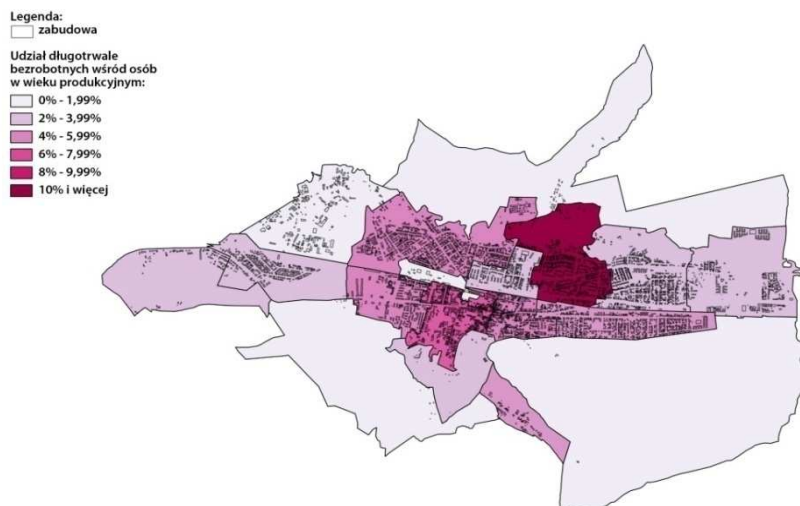 Legenda:
zabudowa
Udział długotrwale
bezrobotnych wśród osób
w wieku produkcyjnym:
0% - 1,99%
2% - 3,99%
4% - 5,99%
6% - 7,99%
8% - 9,99%
10% i więcej